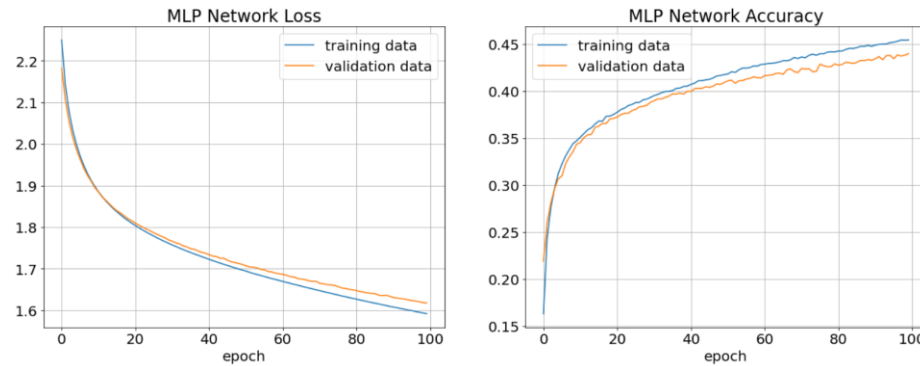 MLP Network Loss
training data
validation data
2.2
2.1
2.0
1.9
1.8
1.7
1.6
0 20 40 60 80 100
epoch
MLP Network Accuracy
training data
validation data
0.45
0.40
0.35
0.30
0.25
0.20
0.15
0 20 40 60 80 100
epoch